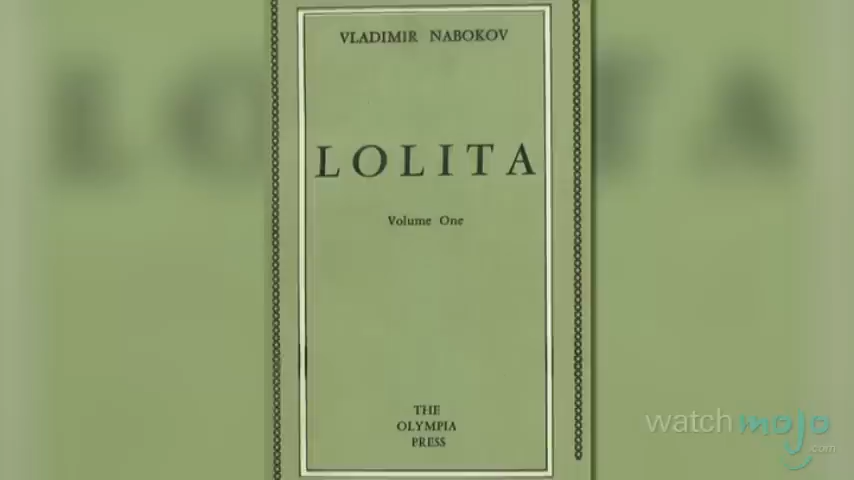 VLADIMIR NABOKOV
LOLITA
Volume One
THE
OLYMPIA
PRESS
watchmojo
.com